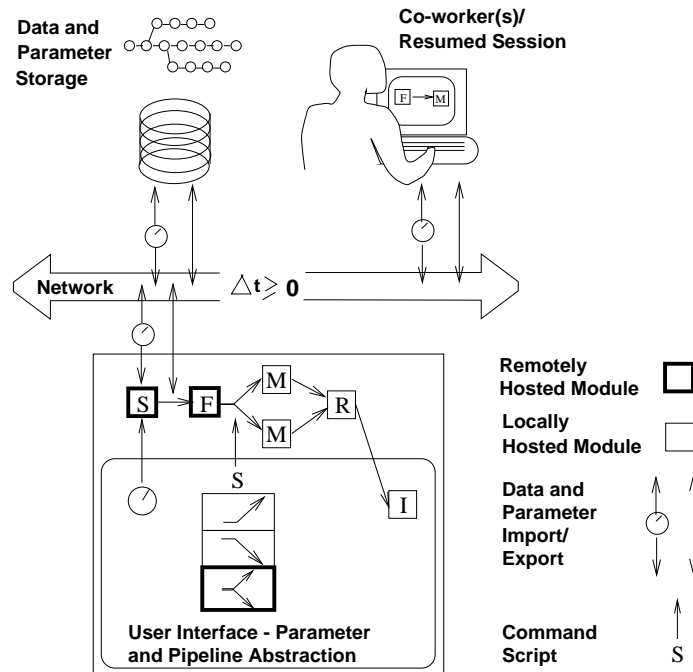 Data and
Parameter
Storage
Co-worker(s)/
Resumed Session
F
M
Network
Δt ≥ 0
S
F
M
M
R
I
S
User Interface - Parameter
and Pipeline Abstraction
Remotely
Hosted Module
Locally
Hosted Module
Data and
Parameter
Import/
Export
Command
Script
S